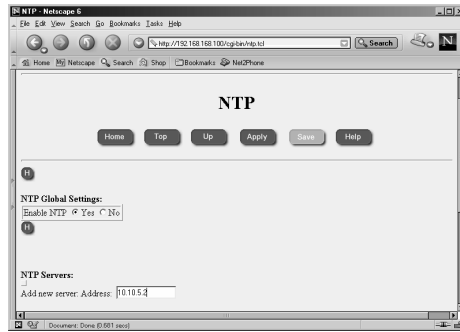 NTP - Netscape 6
File Edit View Search Go Bookmarks Tasks Help
http://192.168.168.100/cgi-bin/ntp.tcl
Search
N
Home My Netscape Search Shop Bookmarks Net2Phone
NTP
Home Top Up Apply Save Help
H
NTP Global Settings:
Enable NTP Yes No
H
NTP Servers:
Add new server: Address: 10.10.5.2
Document: Done (0.681 secs)